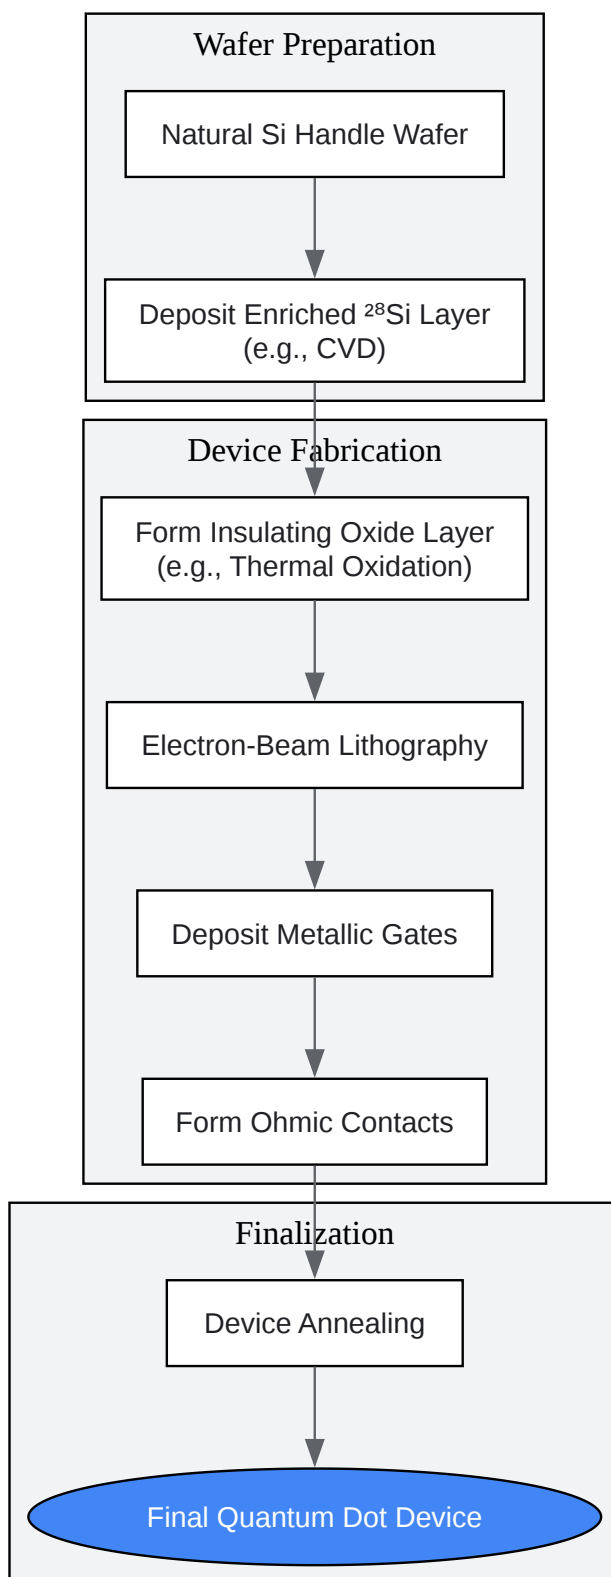 Wafer Preparation
Natural Si Handle Wafer
Deposit Enriched ²⁸Si Layer
(e.g., CVD)
Device Fabrication
Form Insulating Oxide Layer
(e.g., Thermal Oxidation)
Electron-Beam Lithography
Deposit Metallic Gates
Form Ohmic Contacts
Finalization
Device Annealing
Final Quantum Dot Device